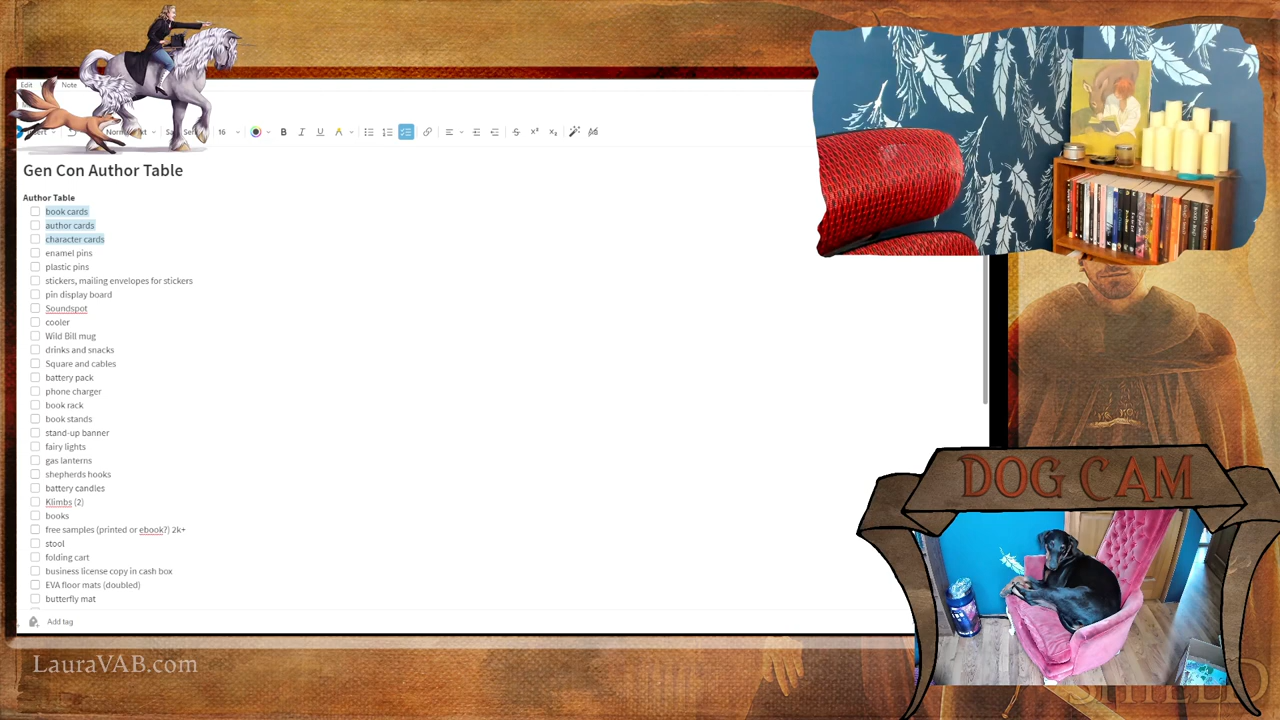 Edit
Note
16
B
I
U
A
Gen Con Author Table
Author Table
book cards
author cards
character cards
enamel pins
plastic pins
stickers, mailing envelopes for stickers
pin display board
Soundspot
cooler
Wild Bill mug
drinks and snacks
Square and cables
battery pack
phone charger
book rack
book stands
stand-up banner
fairy lights
gas lanterns
shepherds hooks
battery candles
Klimbs (2)
books
free samples (printed or ebook?) 2k+
stool
folding cart
business license copy in cash box
EVA floor mats (doubled)
butterfly mat
Add tag
LauraVAB.com
DOG CAM
SHIELD